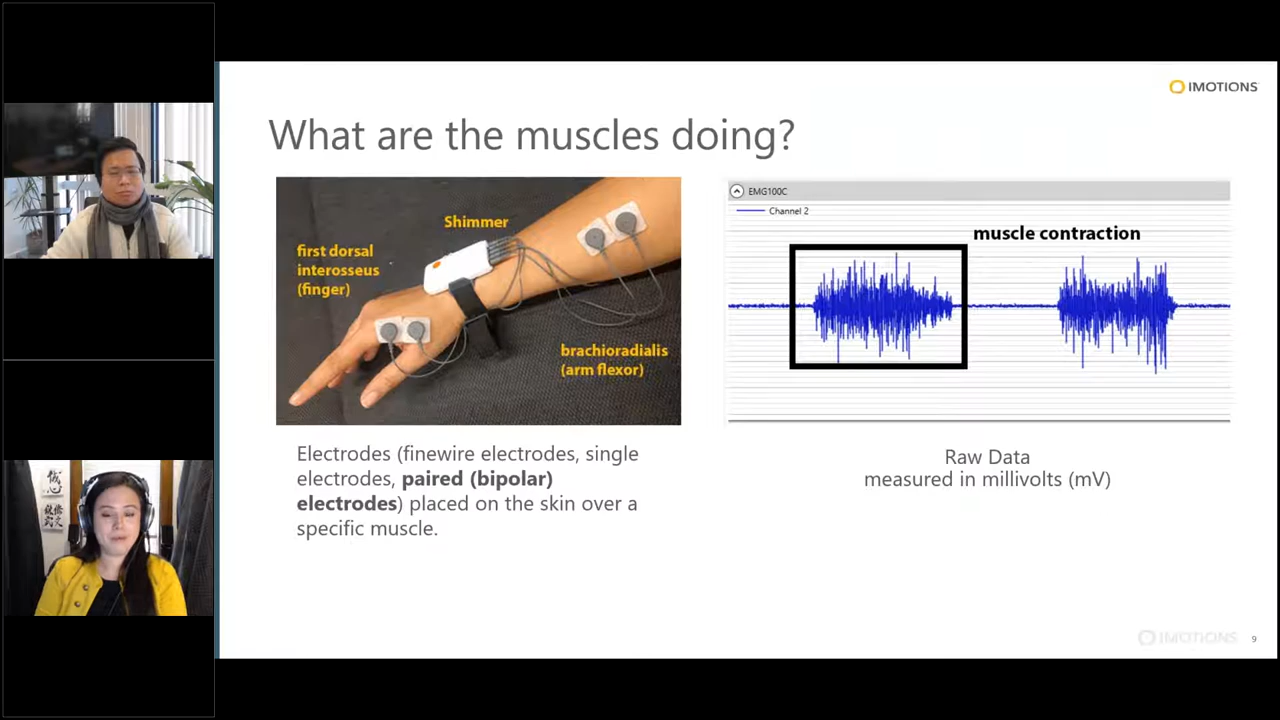 IMOTIONS
What are the muscles doing?
Shimmer
first dorsal
interosseus
(finger)
brachioradialis
(arm flexor)
EMG100C
Channel 2
muscle contraction
Electrodes (finewire electrodes, single
electrodes, paired (bipolar)
electrodes) placed on the skin over a
specific muscle.
Raw Data
measured in millivolts (mV)
IMOTIONS
9